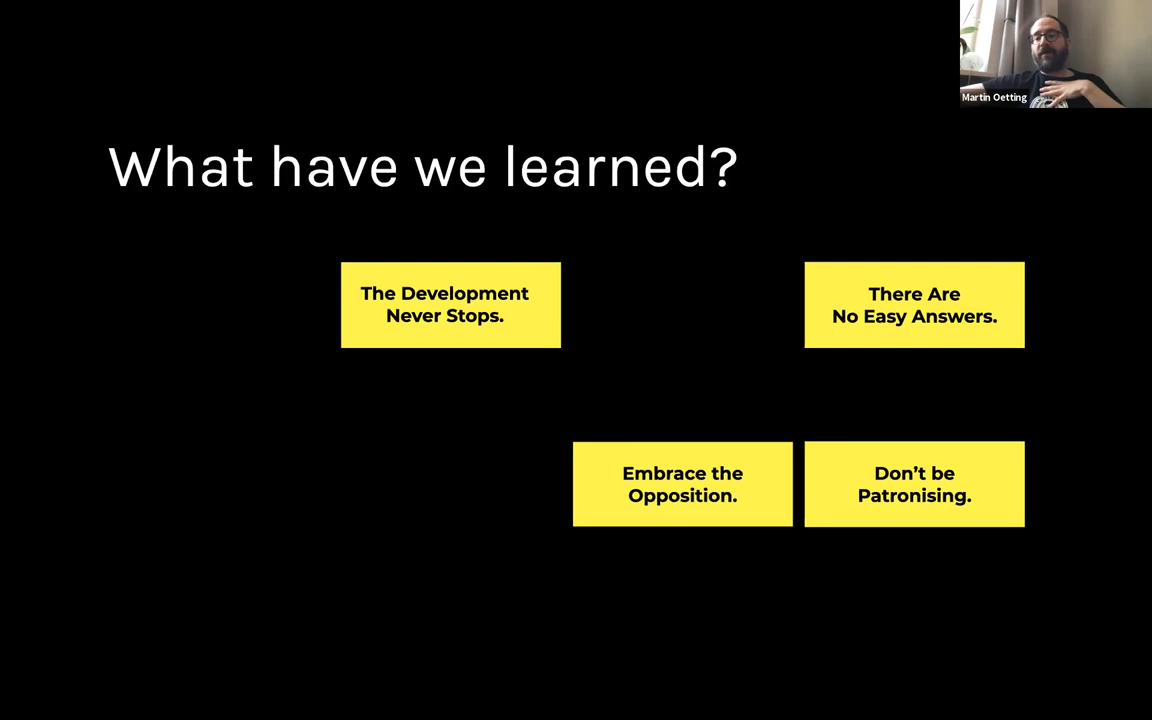 Martin Oetting
What have we learned?
The Development
Never Stops.
There Are
No Easy Answers.
Embrace the
Opposition.
Don’t be
Patronising.